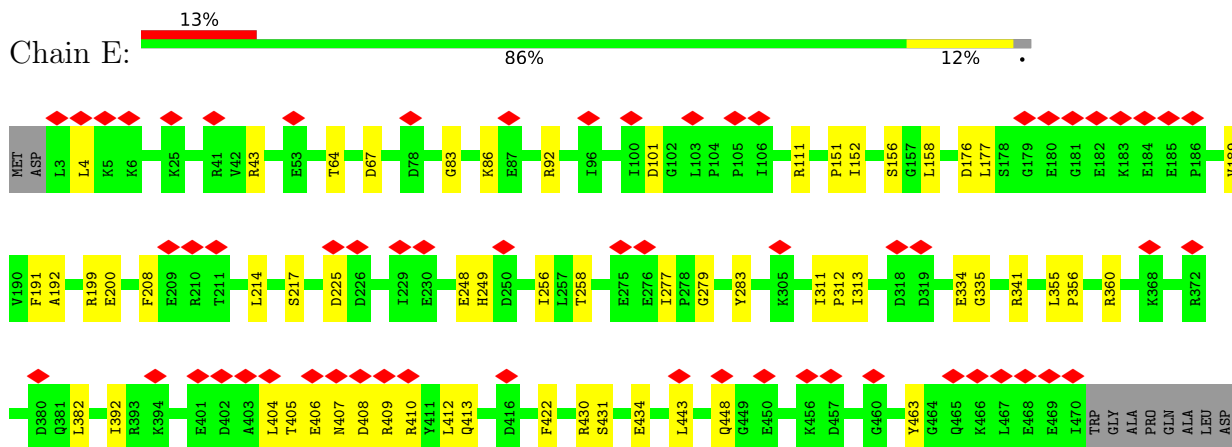 13%
Chain E:
86% 12% •
MET ASP L3 L4 K5 K6 K25 R41 V42 R43 E53 T64 D67 D78 G83 K86 E87 R92 I96 I100 D101 G102 L103 P104 P105 I106 R111 P151 I152 S156 G157 L158 D176 L177 S178 G179 E180 G181 E182 K183 E184 E185 P186
V190 F191 A192 R199 E200 F208 E209 R210 T211 L214 S217 D225 D226 I229 E230 E248 H249 D250 I256 L257 T258 E275 E276 I277 P278 G279 Y283 K305 I311 P312 I313 D318 D319 E334 G335 R341 L355 P356 R360 K368 R372
D380 Q381 L382 I392 R393 K394 E401 D402 A403 L404 T405 E406 N407 D408 R409 R410 Y411 L412 Q413 D416 F422 R430 S431 E434 L443 Q448 G449 E450 K456 D457 G460 Y463 G464 Q465 K466 L467 E468 E469 I470 TRP GLY ALA PRO GLN ALA LEU ASP